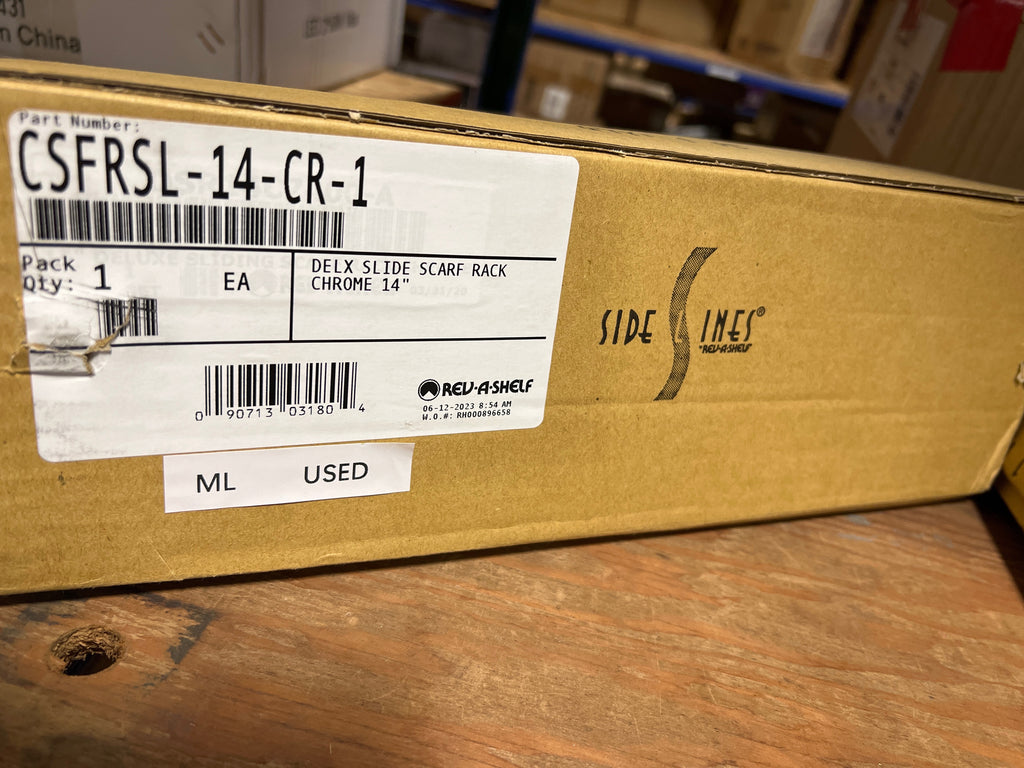 431
n China
Part Number:
CSFRSL-14-CR-1
Pack
Qty: 1
EA
DELX SLIDE SCARF RACK
CHROME 14"
0 90713 03180 4
REV-A-SHELF
06-12-2023 8:54 AM
W.O.#: RH000896658
ML USED
SIDE LINES®
REV-A-SHELF